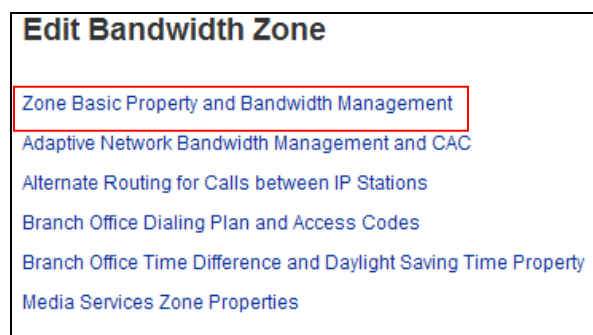 Edit Bandwidth Zone
Zone Basic Property and Bandwidth Management
Adaptive Network Bandwidth Management and CAC
Alternate Routing for Calls between IP Stations
Branch Office Dialing Plan and Access Codes
Branch Office Time Difference and Daylight Saving Time Property
Media Services Zone Properties